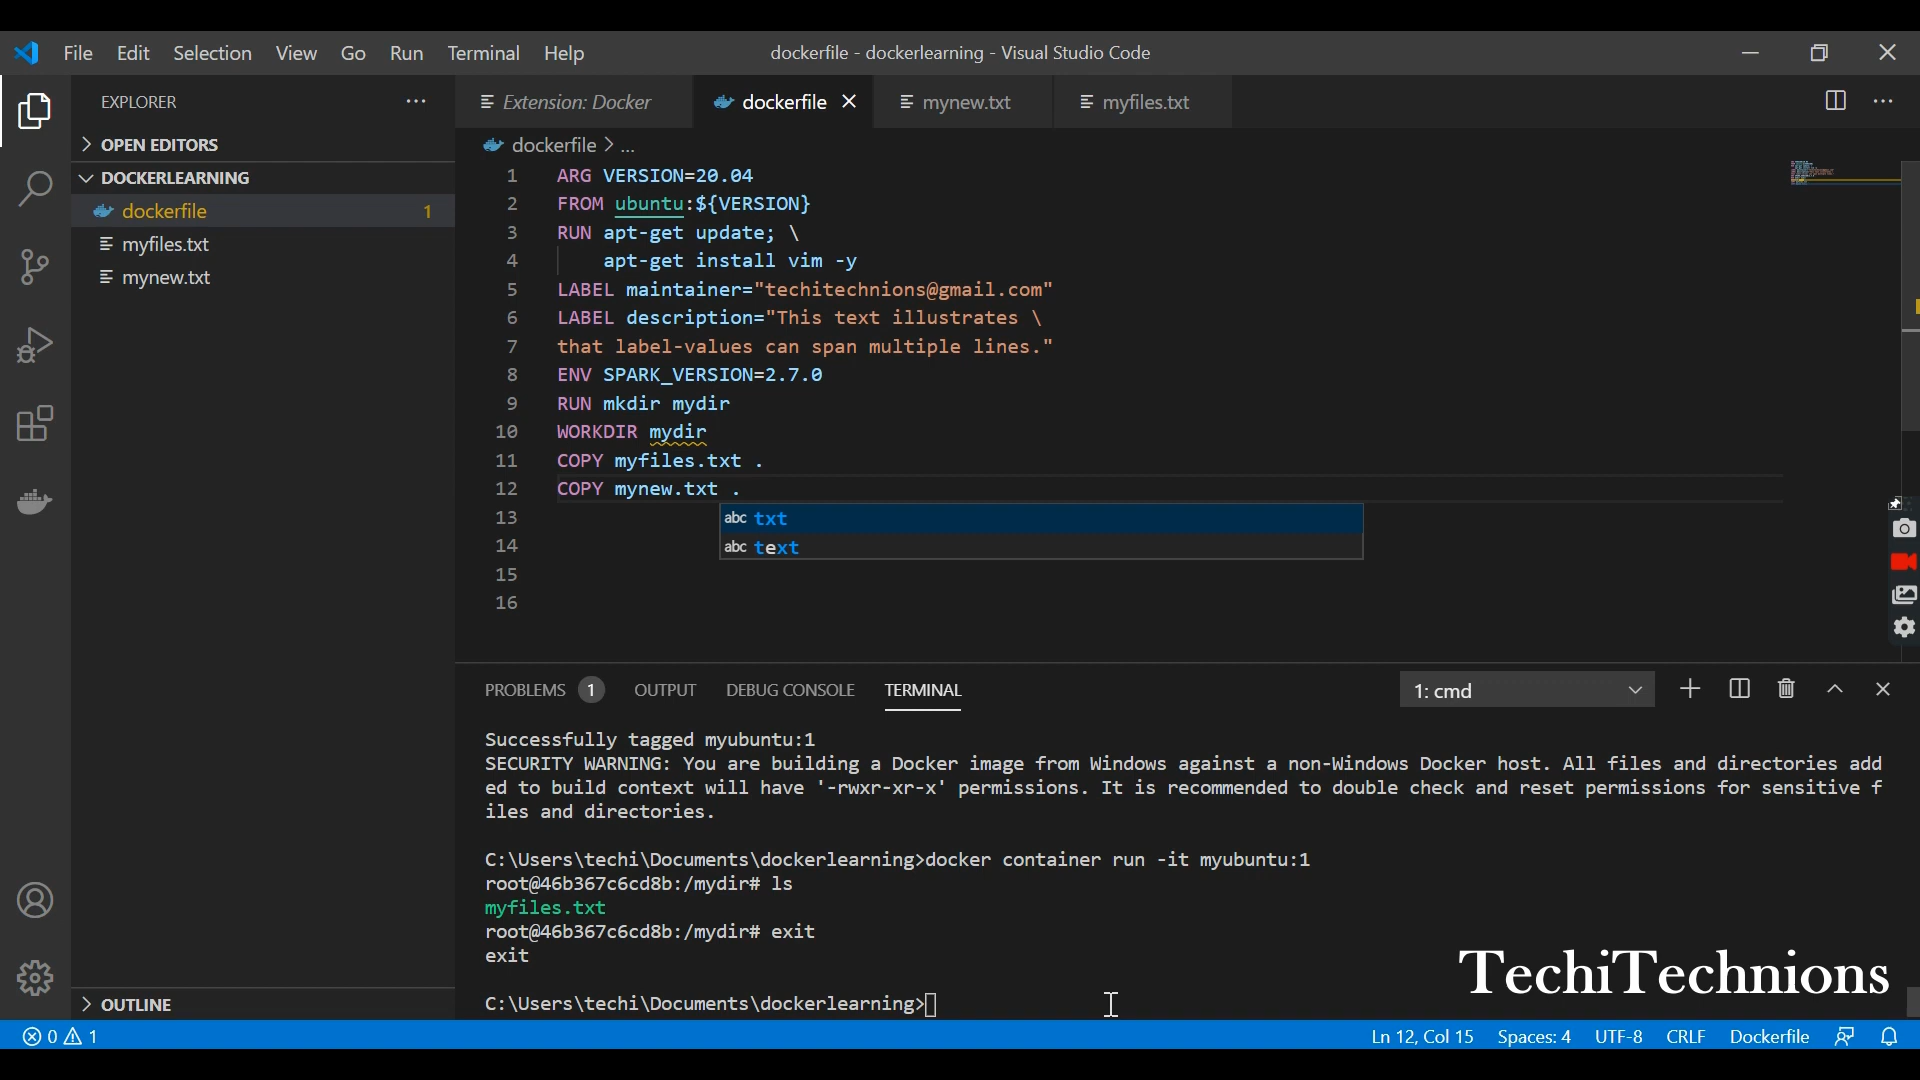 File Edit Selection View Go Run Terminal Help
dockerfile - dockerlearning - Visual Studio Code
EXPLORER
OPEN EDITORS
DOCKERLEARNING
dockerfile 1
myfiles.txt
mynew.txt
OUTLINE
Extension: Docker
dockerfile
mynew.txt
myfiles.txt
dockerfile > ...
1 ARG VERSION=20.04
2 FROM ubuntu:${VERSION}
3 RUN apt-get update; \
4 apt-get install vim -y
5 LABEL maintainer="techitechnions@gmail.com"
6 LABEL description="This text illustrates \
7 that label-values can span multiple lines."
8 ENV SPARK_VERSION=2.7.0
9 RUN mkdir mydir
10 WORKDIR mydir
11 COPY myfiles.txt .
12 COPY mynew.txt .
13
14
15
16
abc txt
abc text
PROBLEMS 1 OUTPUT DEBUG CONSOLE TERMINAL
1: cmd
Successfully tagged myubuntu:1
SECURITY WARNING: You are building a Docker image from Windows against a non-Windows Docker host. All files and directories add
ed to build context will have '-rwxr-xr-x' permissions. It is recommended to double check and reset permissions for sensitive f
iles and directories.
C:\Users\techi\Documents\dockerlearning>docker container run -it myubuntu:1
root@46b367c6cd8b:/mydir# ls
myfiles.txt
root@46b367c6cd8b:/mydir# exit
exit
C:\Users\techi\Documents\dockerlearning>
TechiTechnions
0 1
Ln 12, Col 15 Spaces: 4 UTF-8 CRLF Dockerfile